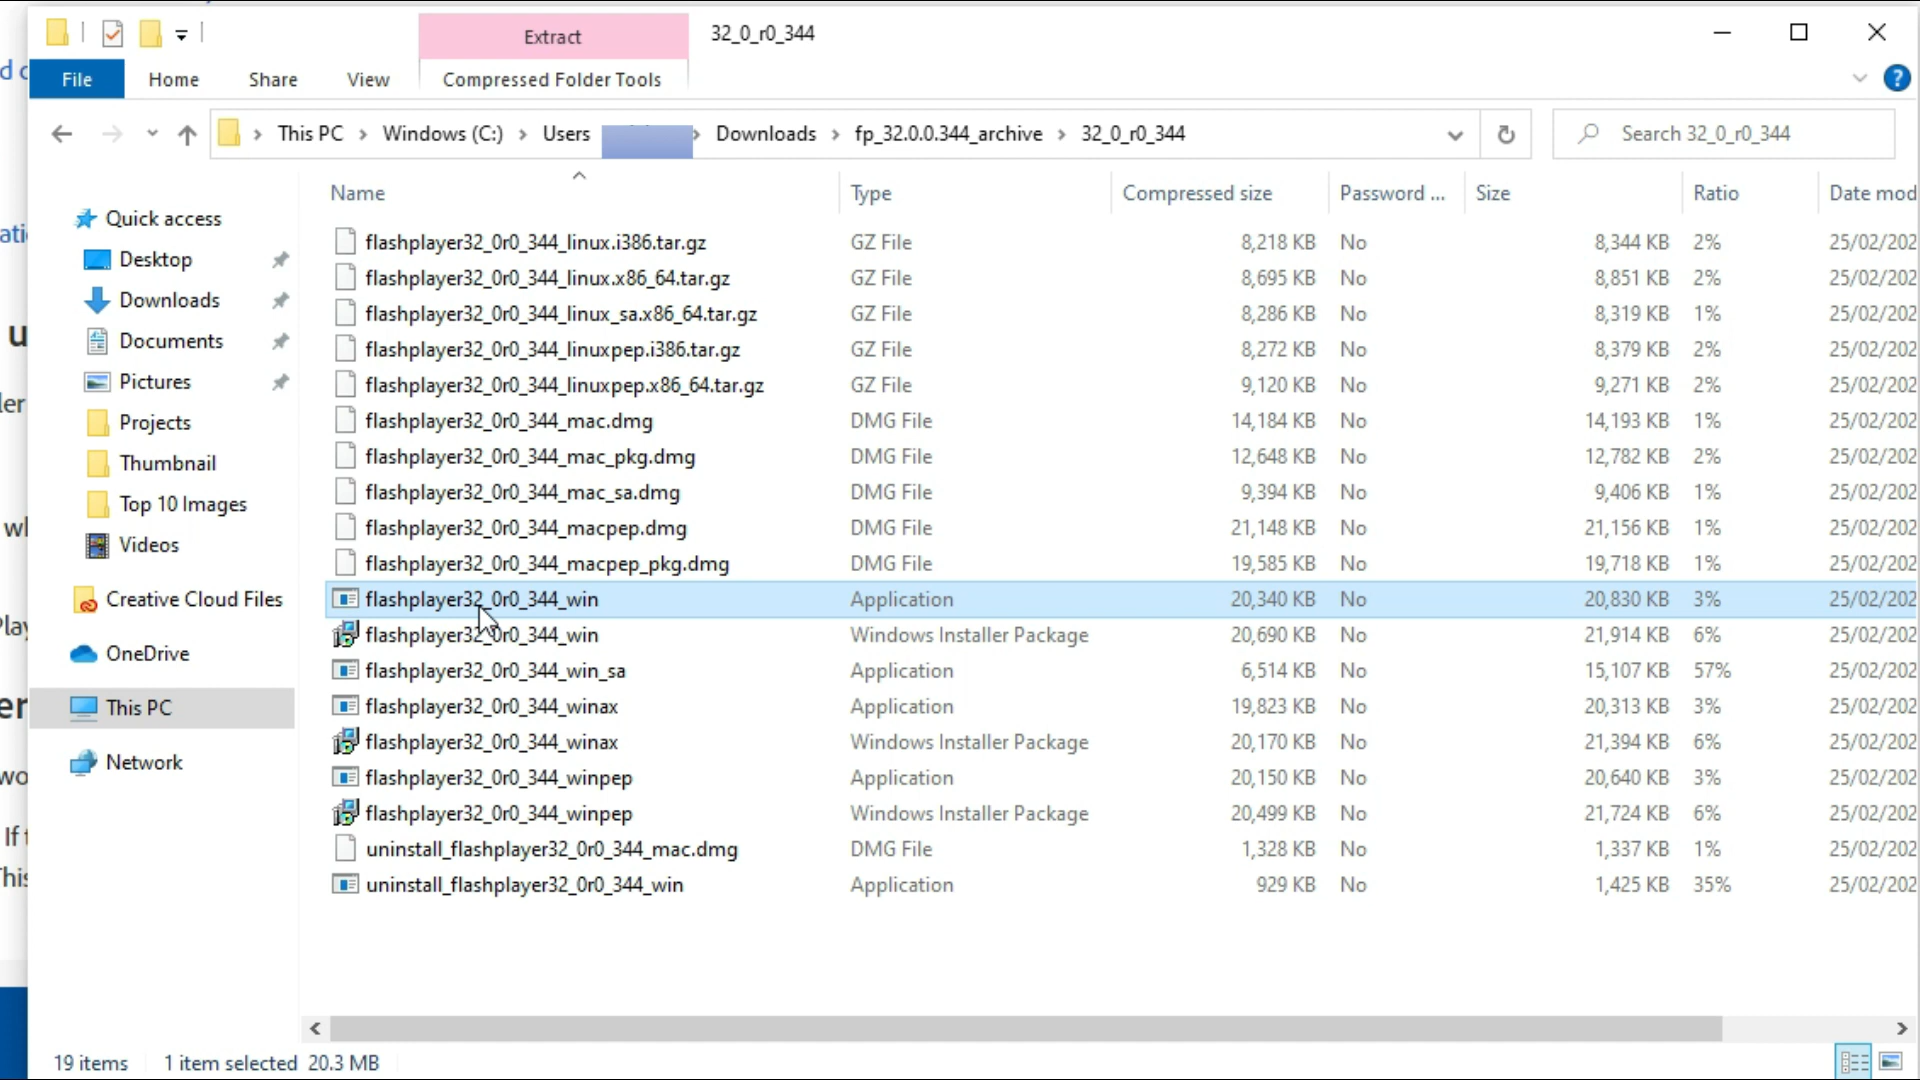 Extract
32_0_r0_344
File
Home
Share
View
Compressed Folder Tools
This PC
Windows (C:)
Users
Downloads
fp_32.0.0.344_archive
32_0_r0_344
Search 32_0_r0_344
Quick access
Desktop
Downloads
Documents
Pictures
Projects
Thumbnail
Top 10 Images
Videos
Creative Cloud Files
OneDrive
This PC
Network
Name Type Compressed size Password ... Size Ratio Date mod
flashplayer32_0r0_344_linux.i386.tar.gz GZ File 8,218 KB No 8,344 KB 2% 25/02/202
flashplayer32_0r0_344_linux.x86_64.tar.gz GZ File 8,695 KB No 8,851 KB 2% 25/02/202
flashplayer32_0r0_344_linux_sa.x86_64.tar.gz GZ File 8,286 KB No 8,319 KB 1% 25/02/202
flashplayer32_0r0_344_linuxpep.i386.tar.gz GZ File 8,272 KB No 8,379 KB 2% 25/02/202
flashplayer32_0r0_344_linuxpep.x86_64.tar.gz GZ File 9,120 KB No 9,271 KB 2% 25/02/202
flashplayer32_0r0_344_mac.dmg DMG File 14,184 KB No 14,193 KB 1% 25/02/202
flashplayer32_0r0_344_mac_pkg.dmg DMG File 12,648 KB No 12,782 KB 2% 25/02/202
flashplayer32_0r0_344_mac_sa.dmg DMG File 9,394 KB No 9,406 KB 1% 25/02/202
flashplayer32_0r0_344_macpep.dmg DMG File 21,148 KB No 21,156 KB 1% 25/02/202
flashplayer32_0r0_344_macpep_pkg.dmg DMG File 19,585 KB No 19,718 KB 1% 25/02/202
flashplayer32_0r0_344_win Application 20,340 KB No 20,830 KB 3% 25/02/202
flashplayer32_0r0_344_win Windows Installer Package 20,690 KB No 21,914 KB 6% 25/02/202
flashplayer32_0r0_344_win_sa Application 6,514 KB No 15,107 KB 57% 25/02/202
flashplayer32_0r0_344_winax Application 19,823 KB No 20,313 KB 3% 25/02/202
flashplayer32_0r0_344_winax Windows Installer Package 20,170 KB No 21,394 KB 6% 25/02/202
flashplayer32_0r0_344_winpep Application 20,150 KB No 20,640 KB 3% 25/02/202
flashplayer32_0r0_344_winpep Windows Installer Package 20,499 KB No 21,724 KB 6% 25/02/202
uninstall_flashplayer32_0r0_344_mac.dmg DMG File 1,328 KB No 1,337 KB 1% 25/02/202
uninstall_flashplayer32_0r0_344_win Application 929 KB No 1,425 KB 35% 25/02/202
19 items 1 item selected 20.3 MB